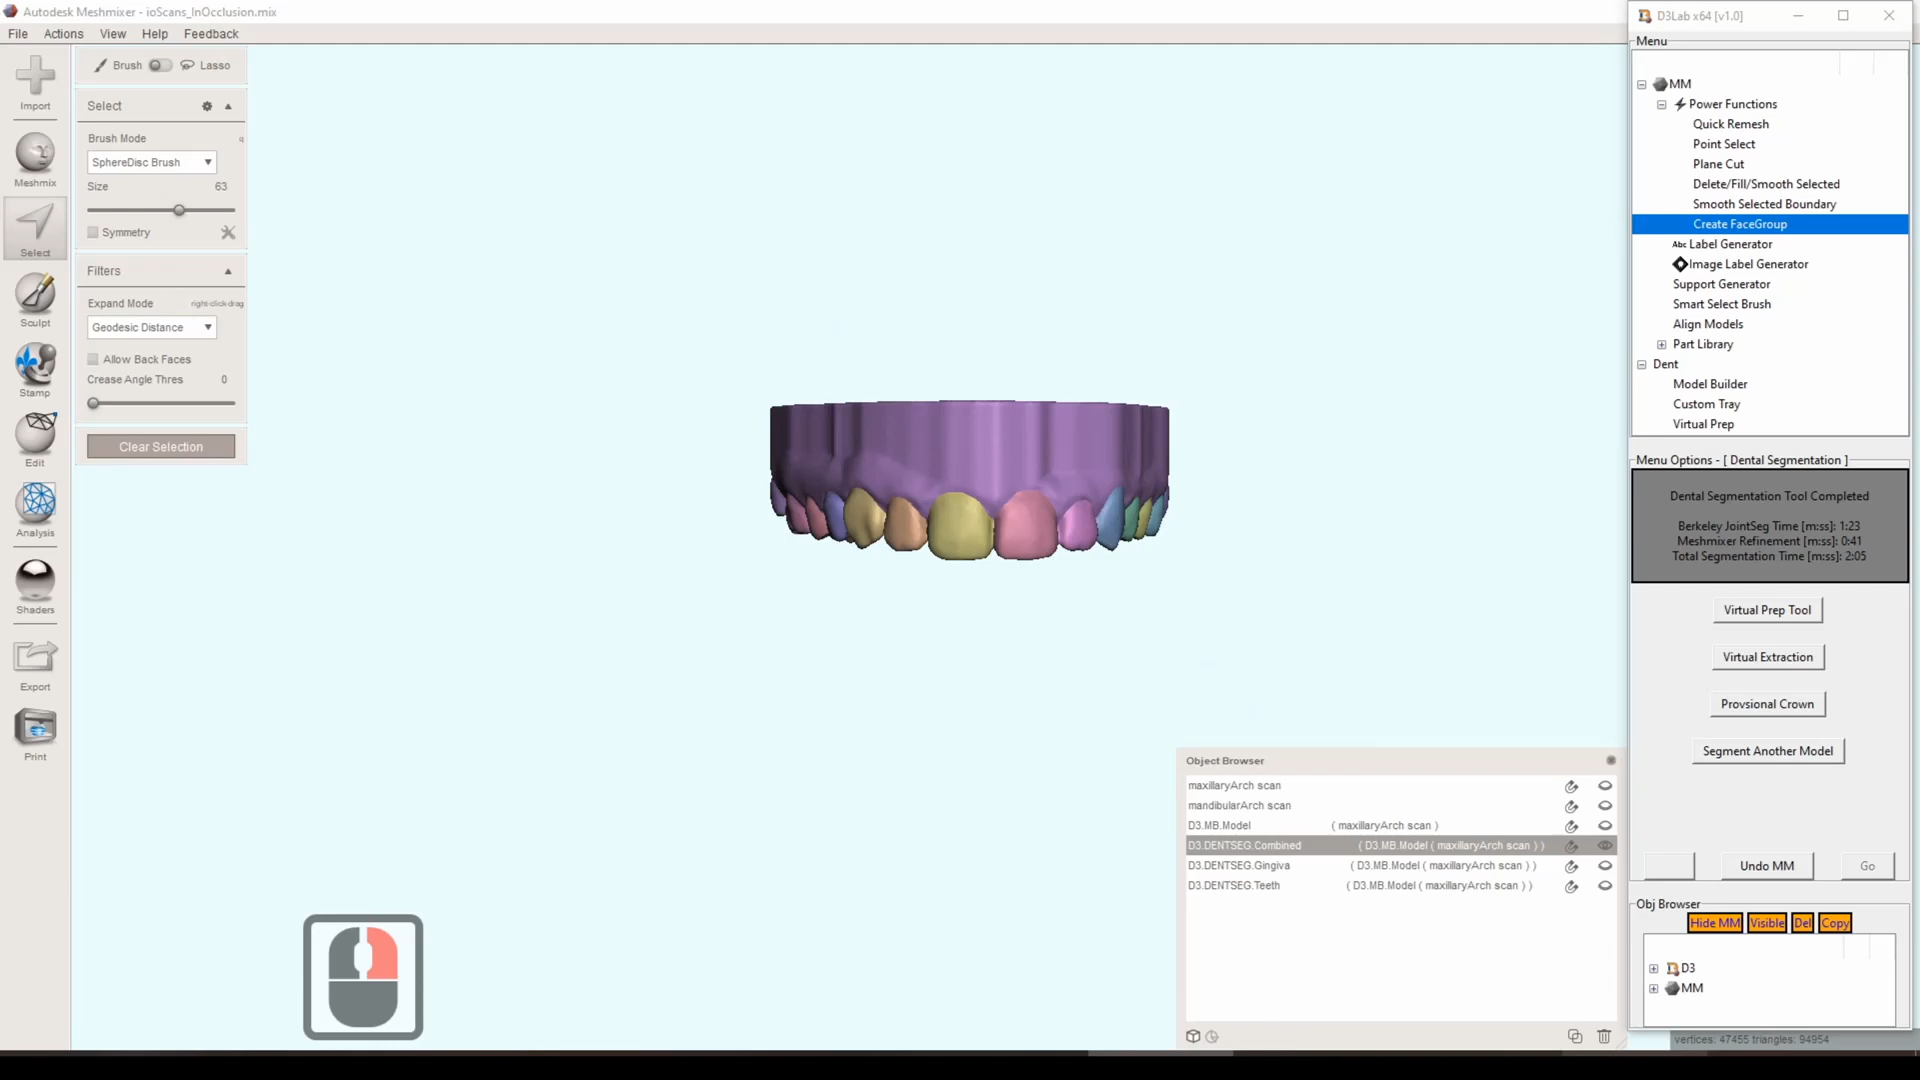 Autodesk Meshmixer - ioScans_InOcclusion.mix
File Actions View Help Feedback
Import
Meshmix
Select
Sculpt
Stamp
Edit
Analysis
Shaders
Export
Print
Brush Lasso
Select
Brush Mode q
SphereDisc Brush
Size 63
Symmetry
Filters
Expand Mode right-click-drag
Geodesic Distance
Allow Back Faces
Crease Angle Thres 0
Clear Selection
Object Browser
maxillaryArch scan
mandibularArch scan
D3.MB.Model ( maxillaryArch scan )
D3.DENTSEG.Combined ( D3.MB.Model ( maxillaryArch scan ) )
D3.DENTSEG.Gingiva ( D3.MB.Model ( maxillaryArch scan ) )
D3.DENTSEG.Teeth ( D3.MB.Model ( maxillaryArch scan ) )
D3Lab x64 [v1.0]
Menu
MM
Power Functions
Quick Remesh
Point Select
Plane Cut
Delete/Fill/Smooth Selected
Smooth Selected Boundary
Create FaceGroup
Abc Label Generator
Image Label Generator
Support Generator
Smart Select Brush
Align Models
Part Library
Dent
Model Builder
Custom Tray
Virtual Prep
Menu Options - [ Dental Segmentation ]
Dental Segmentation Tool Completed
Berkeley JointSeg Time [m:ss]: 1:23
Meshmixer Refinement [m:ss]: 0:41
Total Segmentation Time [m:ss]: 2:05
Virtual Prep Tool
Virtual Extraction
Provsional Crown
Segment Another Model
Undo MM Go
Obj Browser
Hide MM Visible Del Copy
D3
MM
vertices: 47455 triangles: 94954